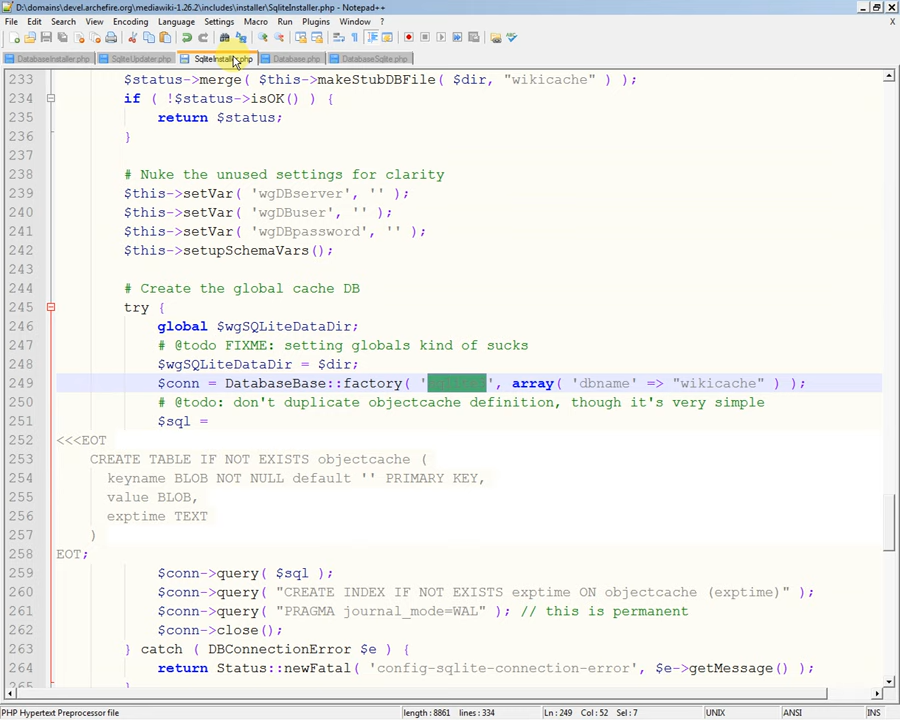 D:\domains\devel.archefire.org\mediawiki-1.26.2\includes\installer\SqliteInstaller.php - Notepad++
File Edit Search View Encoding Language Settings Macro Run Plugins Window ? X
DatabaseInstaller.php SqliteUpdater.php SqliteInstaller.php Database.php DatabaseSqlite.php
233 $status->merge( $this->makeStubDBFile( $dir, "wikicache" ) );
234 if ( !$status->isOK() ) {
235 return $status;
236 }
237
238 # Nuke the unused settings for clarity
239 $this->setVar( 'wgDBserver', '' );
240 $this->setVar( 'wgDBuser', '' );
241 $this->setVar( 'wgDBpassword', '' );
242 $this->setupSchemaVars();
243
244 # Create the global cache DB
245 try {
246 global $wgSQLiteDataDir;
247 # @todo FIXME: setting globals kind of sucks
248 $wgSQLiteDataDir = $dir;
249 $conn = DatabaseBase::factory( '', array( 'dbname' => "wikicache" ) );
250 # @todo: don't duplicate objectcache definition, though it's very simple
251 $sql =
252 <<<EOT
253 CREATE TABLE IF NOT EXISTS objectcache (
254 keyname BLOB NOT NULL default '' PRIMARY KEY,
255 value BLOB,
256 exptime TEXT
257 )
258 EOT;
259 $conn->query( $sql );
260 $conn->query( "CREATE INDEX IF NOT EXISTS exptime ON objectcache (exptime)" );
261 $conn->query( "PRAGMA journal_mode=WAL" ); // this is permanent
262 $conn->close();
263 } catch ( DBConnectionError $e ) {
264 return Status::newFatal( 'config-sqlite-connection-error', $e->getMessage() );
PHP Hypertext Preprocessor file length : 8861 lines : 334 Ln : 249 Col : 52 Sel : 7 UNIX ANSI INS